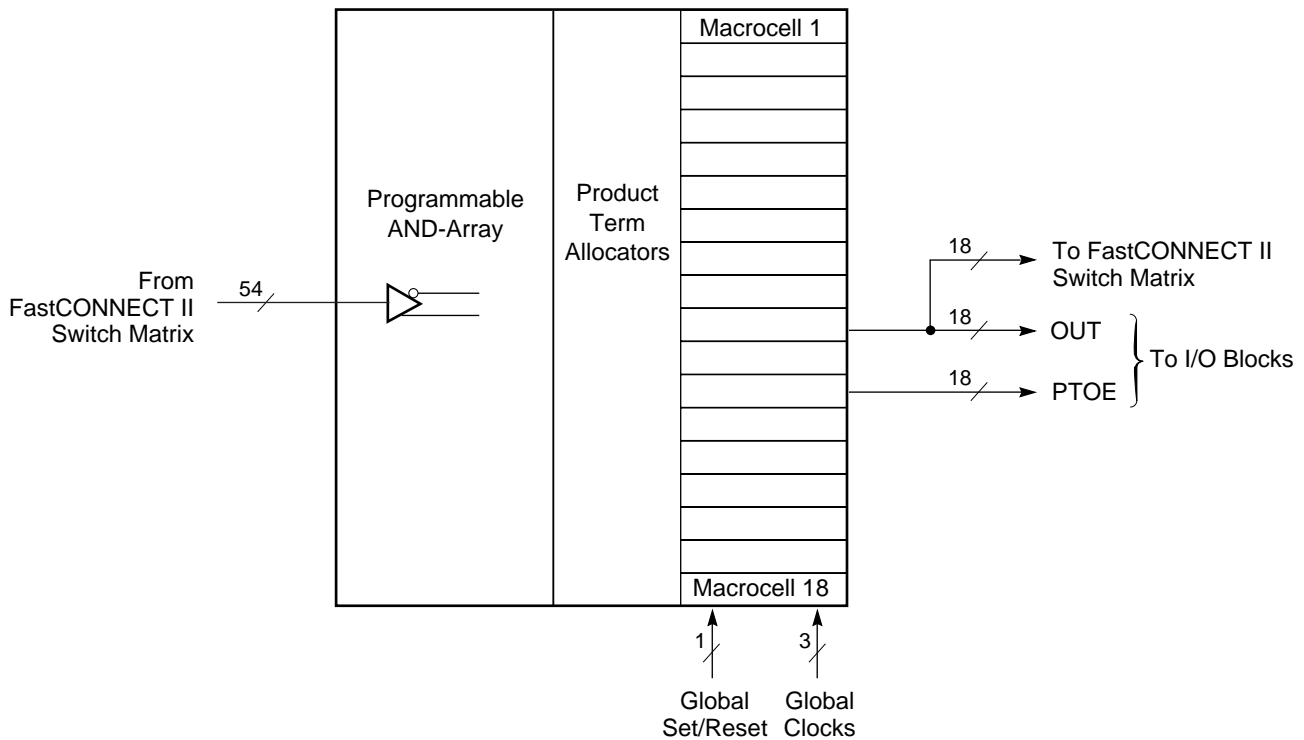 Macrocell 1
Programmable
AND-Array
Product
Term
Allocators
From
FastCONNECT II
Switch Matrix
54
18
To FastCONNECT II
Switch Matrix
18
OUT
To I/O Blocks
18
PTOE
Macrocell 18
1
3
Global
Set/Reset
Global
Clocks